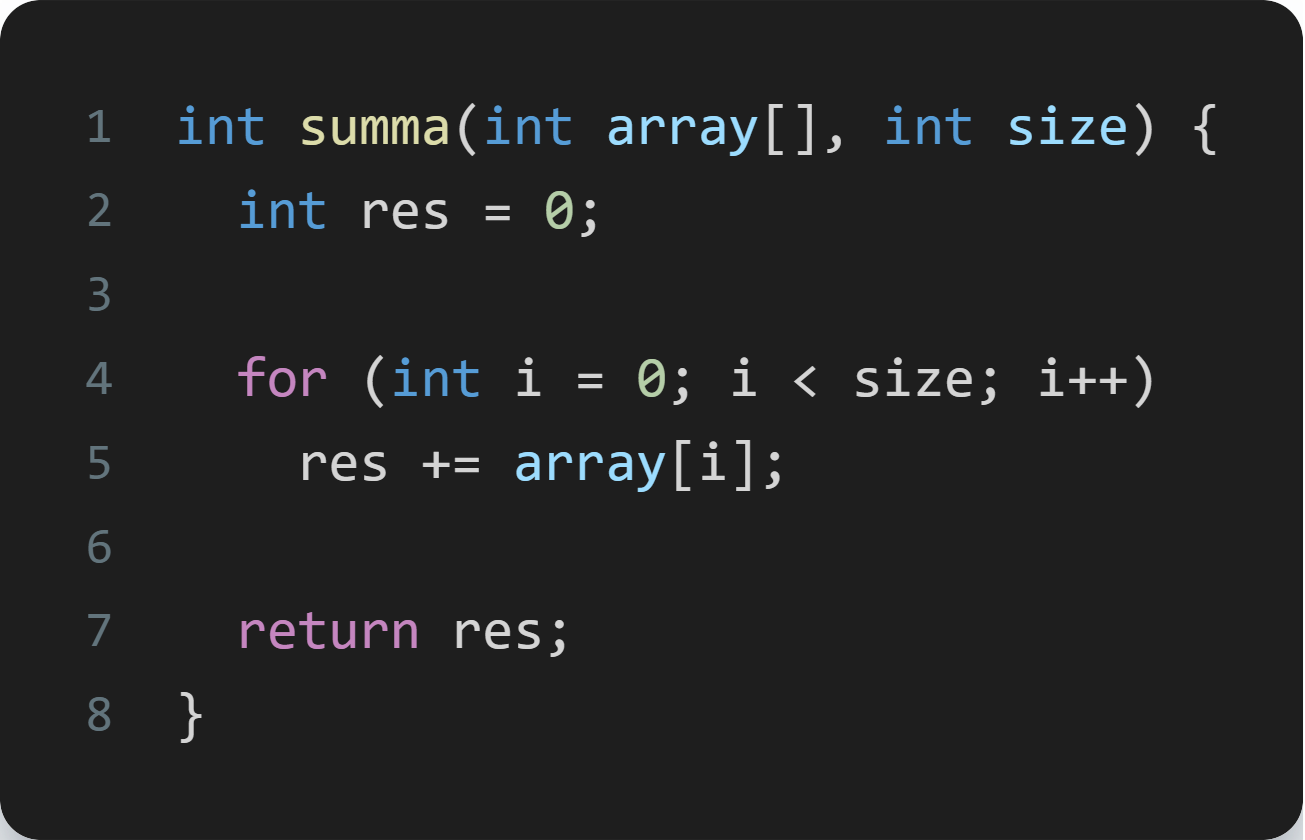 1 int summa(int array[], int size) {
2   int res = 0;
3
4   for (int i = 0; i < size; i++)
5     res += array[i];
6
7   return res;
8 }